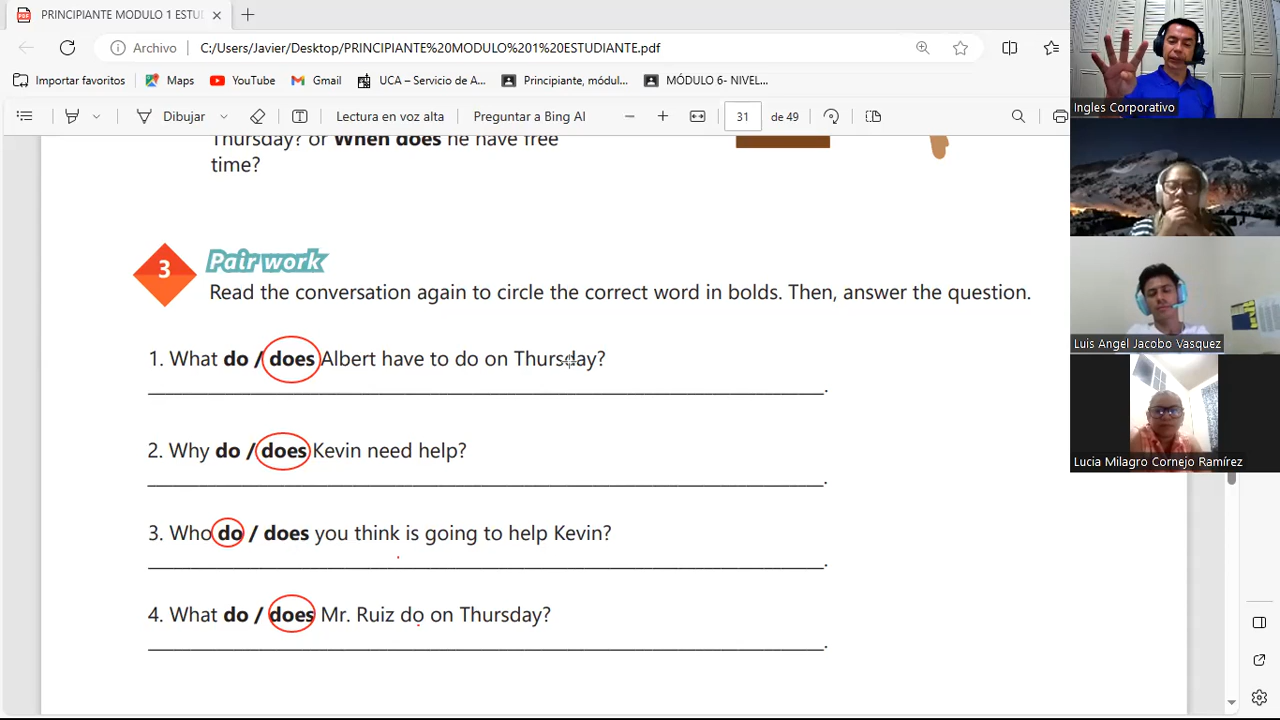 PRINCIPIANTE MODULO 1 ESTUDI
Archivo
C:/Users/Javier/Desktop/PRINCIPIANTE%20MODULO%201%20ESTUDIANTE.pdf
Importar favoritos
Maps
YouTube
Gmail
UCA – Servicio de A...
Principiante, módul...
MÓDULO 6- NIVEL...
Dibujar
Lectura en voz alta
Preguntar a Bing AI
31
de 49
Ingles Corporativo
Luis Angel Jacobo Vasquez
Lucia Milagro Cornejo Ramírez
Thursday? or When does he have free
time?
3
Pair work
Read the conversation again to circle the correct word in bolds. Then, answer the question.
1. What do / does Albert have to do on Thursday?
2. Why do / does Kevin need help?
3. Who do / does you think is going to help Kevin?
4. What do / does Mr. Ruiz do on Thursday?